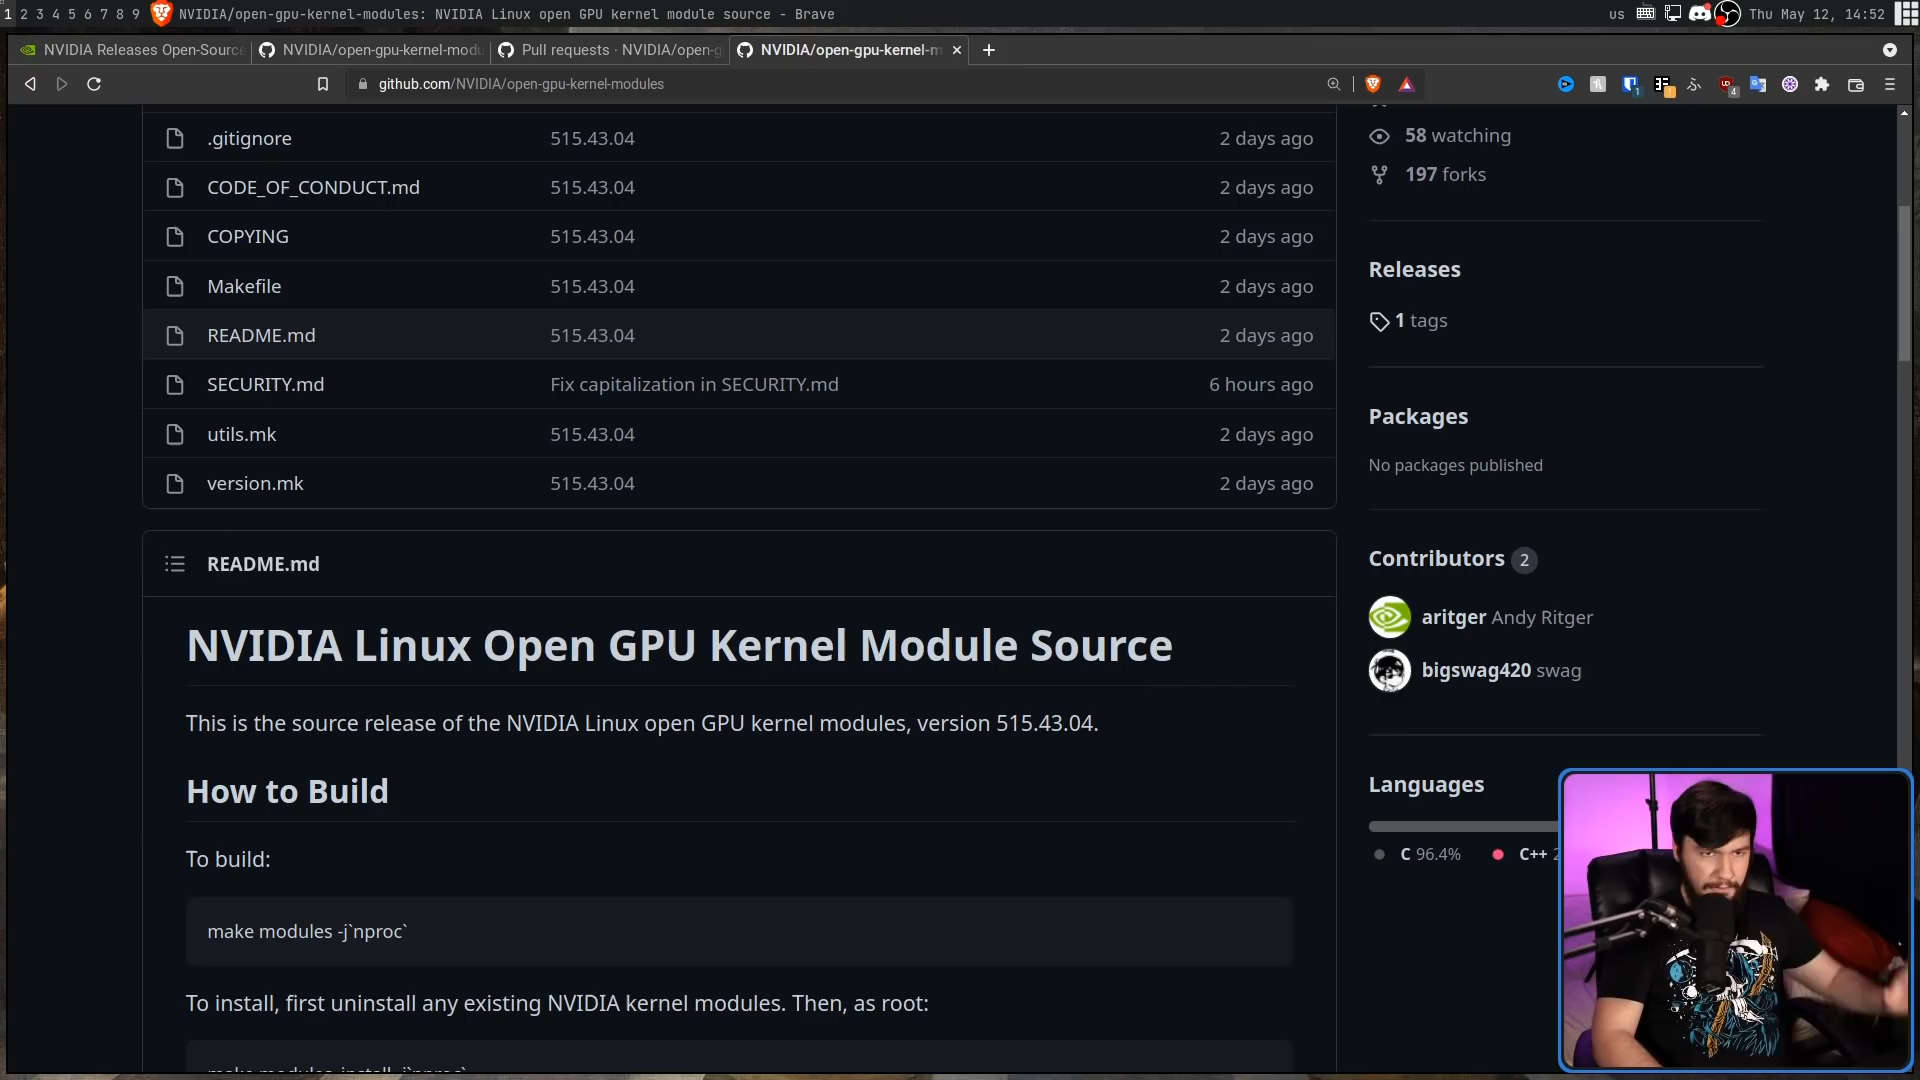 1 2 3 4 5 6 7 8 9 NVIDIA/open-gpu-kernel-modules: NVIDIA Linux open GPU kernel module source - Brave us Thu May 12, 14:52
NVIDIA Releases Open-Source NVIDIA/open-gpu-kernel-modu Pull requests · NVIDIA/open-g NVIDIA/open-gpu-kernel-m
github.com/NVIDIA/open-gpu-kernel-modules
.gitignore 515.43.04 2 days ago
CODE_OF_CONDUCT.md 515.43.04 2 days ago
COPYING 515.43.04 2 days ago
Makefile 515.43.04 2 days ago
README.md 515.43.04 2 days ago
SECURITY.md Fix capitalization in SECURITY.md 6 hours ago
utils.mk 515.43.04 2 days ago
version.mk 515.43.04 2 days ago
README.md
NVIDIA Linux Open GPU Kernel Module Source
This is the source release of the NVIDIA Linux open GPU kernel modules, version 515.43.04.
How to Build
To build:
make modules -j`nproc`
To install, first uninstall any existing NVIDIA kernel modules. Then, as root:
58 watching
197 forks
Releases
1 tags
Packages
No packages published
Contributors 2
aritger Andy Ritger
bigswag420 swag
Languages
C 96.4% C++